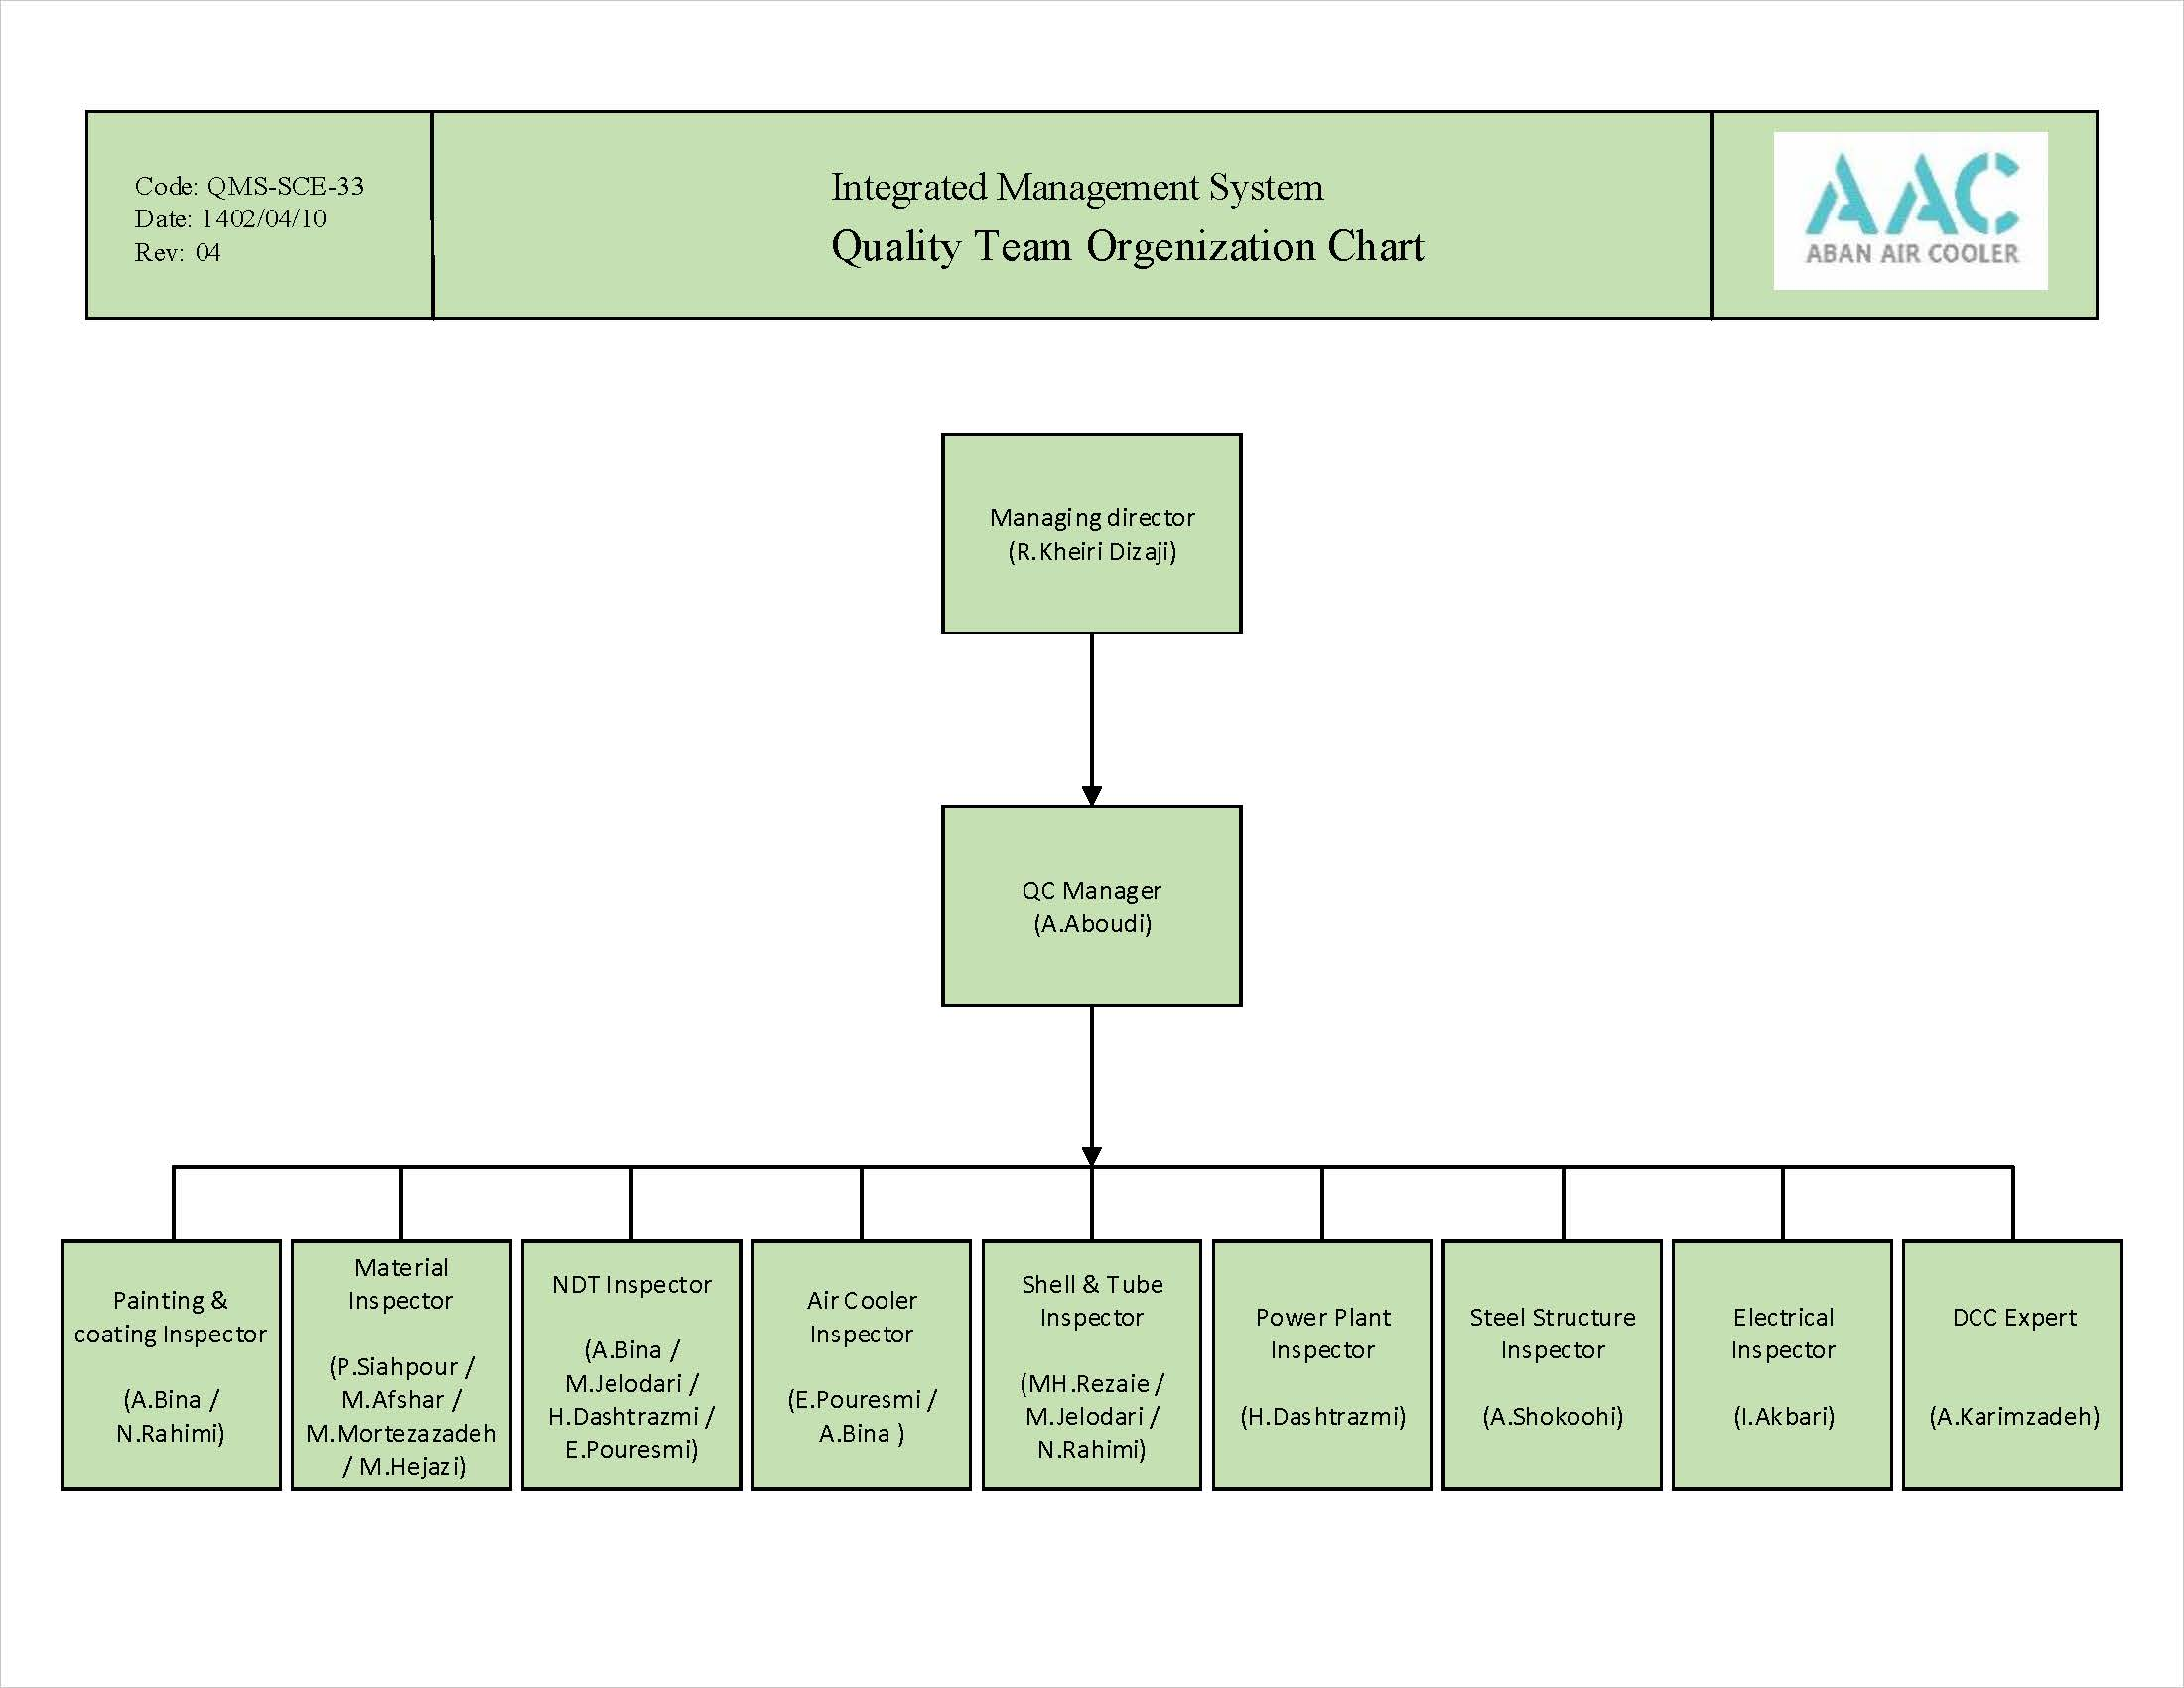 Code: QMS-SCE-33
Date: 1402/04/10
Rev: 04
Integrated Management System
Quality Team Orgenization Chart
AAC
ABAN AIR COOLER
Managing director
(R.Kheiri Dizaji)
QC Manager
(A.Aboudi)
Painting &
coating Inspector
(A.Bina /
N.Rahimi)
Material
Inspector
(P.Siahpour /
M.Afshar /
M.Mortezazadeh
/ M.Hejazi)
NDT Inspector
(A.Bina /
M.Jelodari /
H.Dashtrazmi /
E.Pouresmi)
Air Cooler
Inspector
(E.Pouresmi /
A.Bina )
Shell & Tube
Inspector
(MH.Rezaie /
M.Jelodari /
N.Rahimi)
Power Plant
Inspector
(H.Dashtrazmi)
Steel Structure
Inspector
(A.Shokoohi)
Electrical
Inspector
(I.Akbari)
DCC Expert
(A.Karimzadeh)